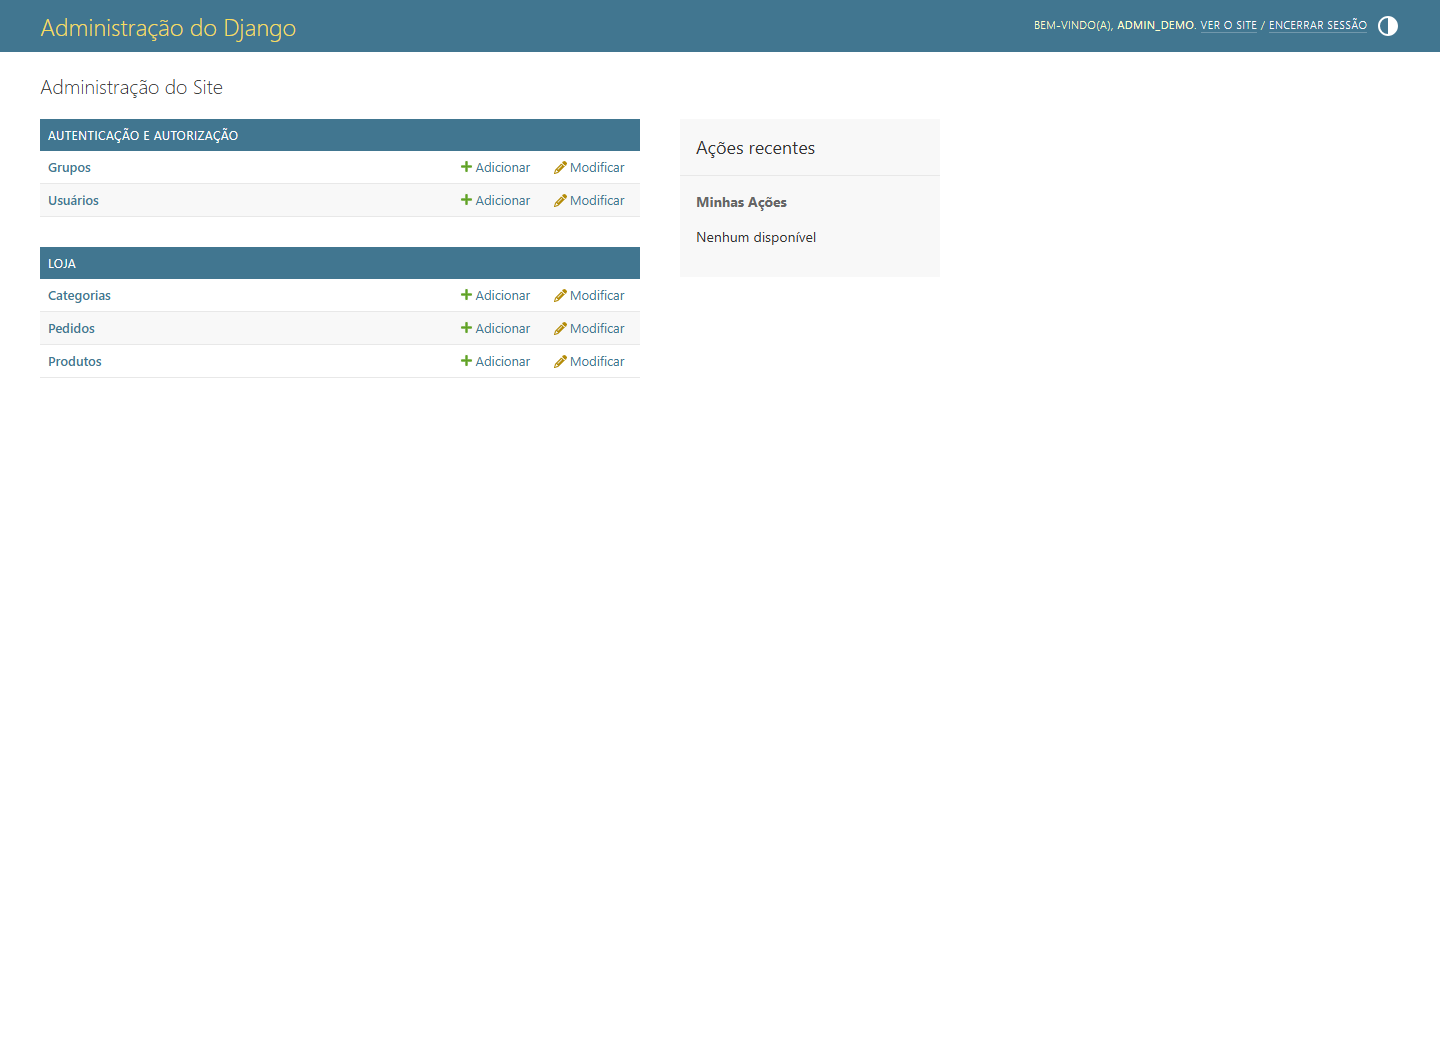 Administração do Django
BEM-VINDO(A), ADMIN_DEMO. VER O SITE / ENCERRAR SESSÃO
Administração do Site
AUTENTICAÇÃO E AUTORIZAÇÃO
Grupos Adicionar Modificar
Usuários Adicionar Modificar
LOJA
Categorias Adicionar Modificar
Pedidos Adicionar Modificar
Produtos Adicionar Modificar
Ações recentes
Minhas Ações
Nenhum disponível